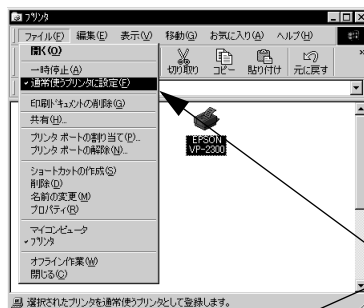 プリンタ
ファイル(F) 編集(E) 表示(V) 移動(G) お気に入り(A) ヘルプ(H)
開く(O)
一時停止(A)
通常使うプリンタに設定(F)
印刷ドキュメントの削除(G)
共有(H)...
プリンタ ポートの割り当て(P)...
プリンタ ポートの解除(N)...
ショートカットの作成(S)
削除(D)
名前の変更(M)
プロパティ(R)
マイコンピュータ
プリンタ
オフライン作業(W)
閉じる(C)
切り取り コピー 貼り付け 元に戻す
EPSON
VP-2300
選択されたプリンタを通常使うプリンタとして登録します。